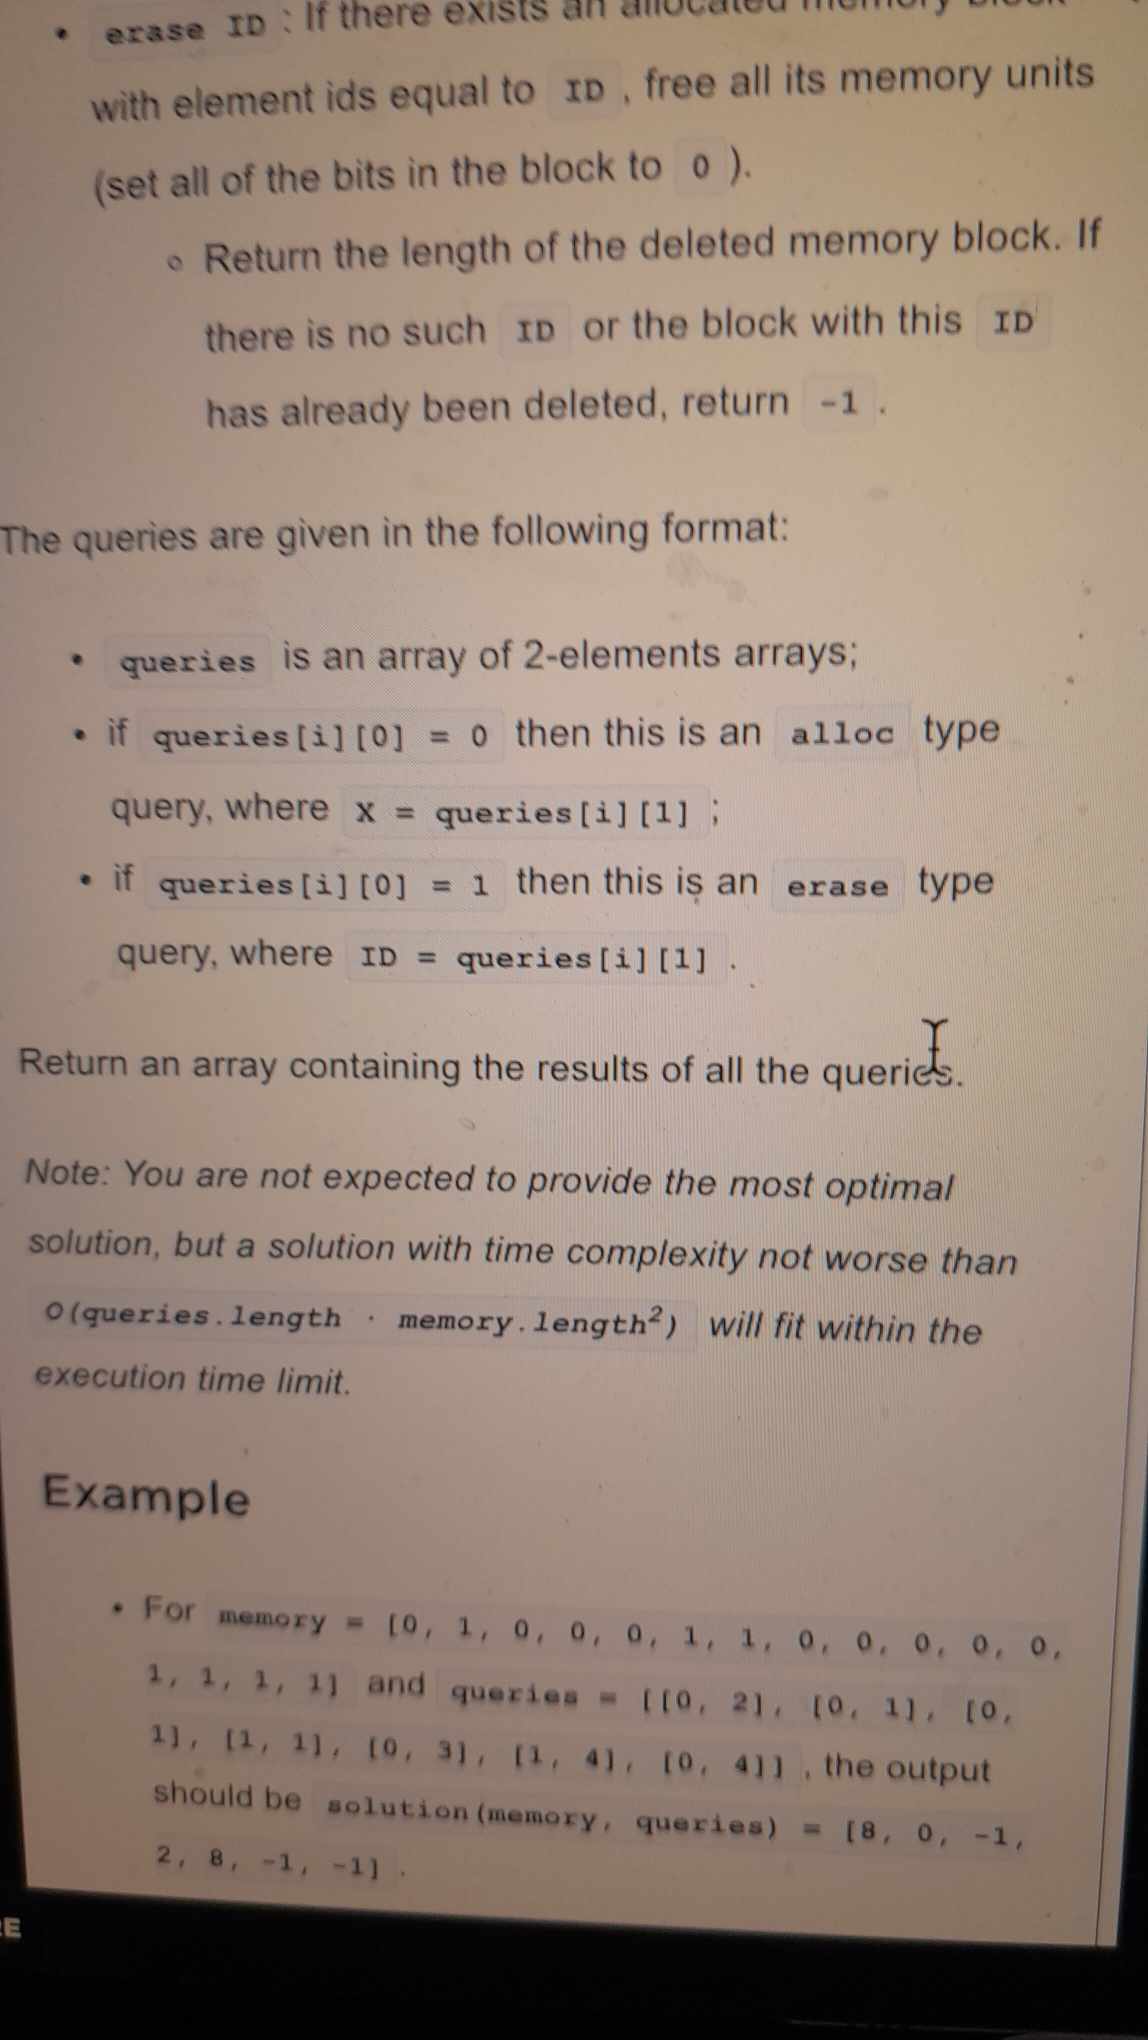 • erase ID : If there exists an allocated memory block
with element ids equal to ID , free all its memory units
(set all of the bits in the block to 0 ).
◦ Return the length of the deleted memory block. If
there is no such ID or the block with this ID
has already been deleted, return -1 .
The queries are given in the following format:
• queries is an array of 2-elements arrays;
• if queries[i][0] = 0 then this is an alloc type
query, where X = queries[i][1] ;
• if queries[i][0] = 1 then this is an erase type
query, where ID = queries[i][1] .
Return an array containing the results of all the queries.
Note: You are not expected to provide the most optimal
solution, but a solution with time complexity not worse than
O(queries.length · memory.length²) will fit within the
execution time limit.
Example
• For memory = [0, 1, 0, 0, 0, 1, 1, 0, 0, 0, 0, 0,
1, 1, 1, 1] and queries = [[0, 2], [0, 1], [0,
1], [1, 1], [0, 3], [1, 4], [0, 4]] , the output
should be solution(memory, queries) = [8, 0, -1,
2, 8, -1, -1] .